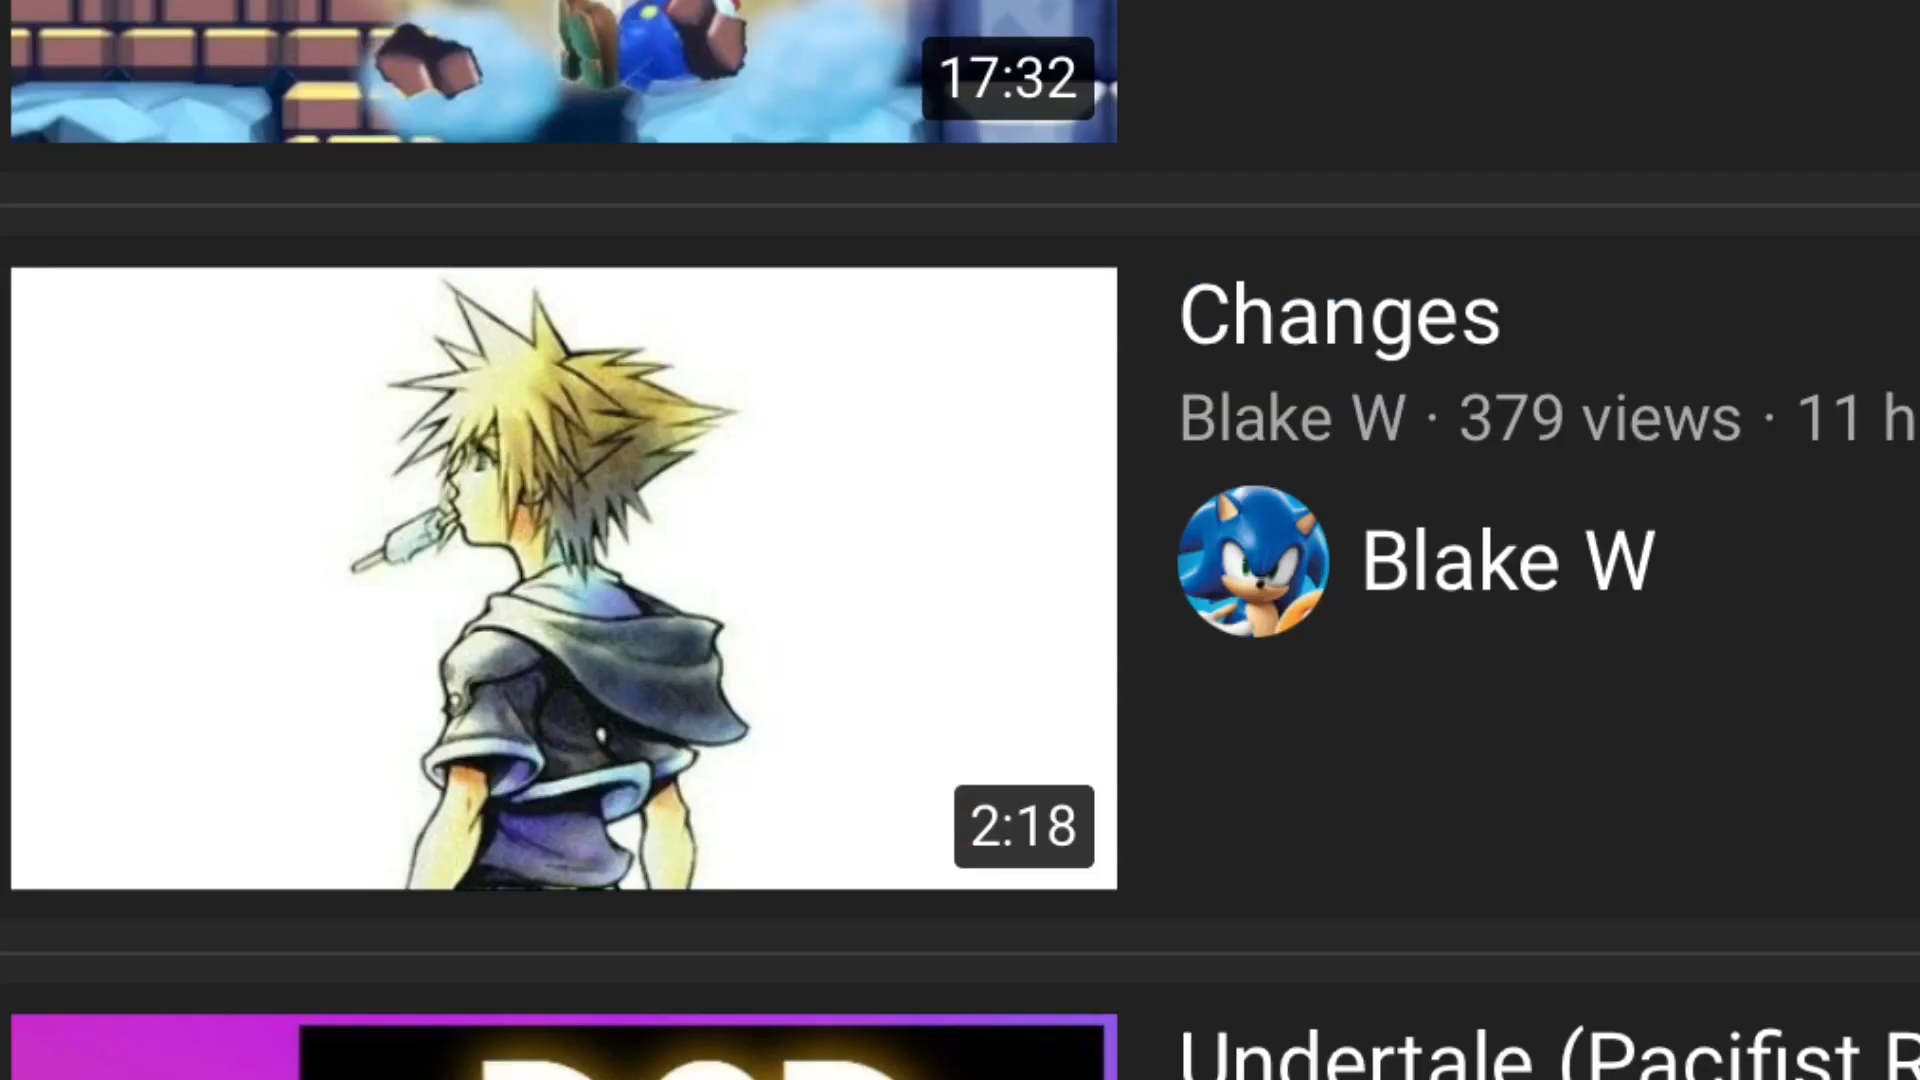 17:32
Changes
Blake W · 379 views · 11 h
Blake W
2:18
Undertale (Pacifist R